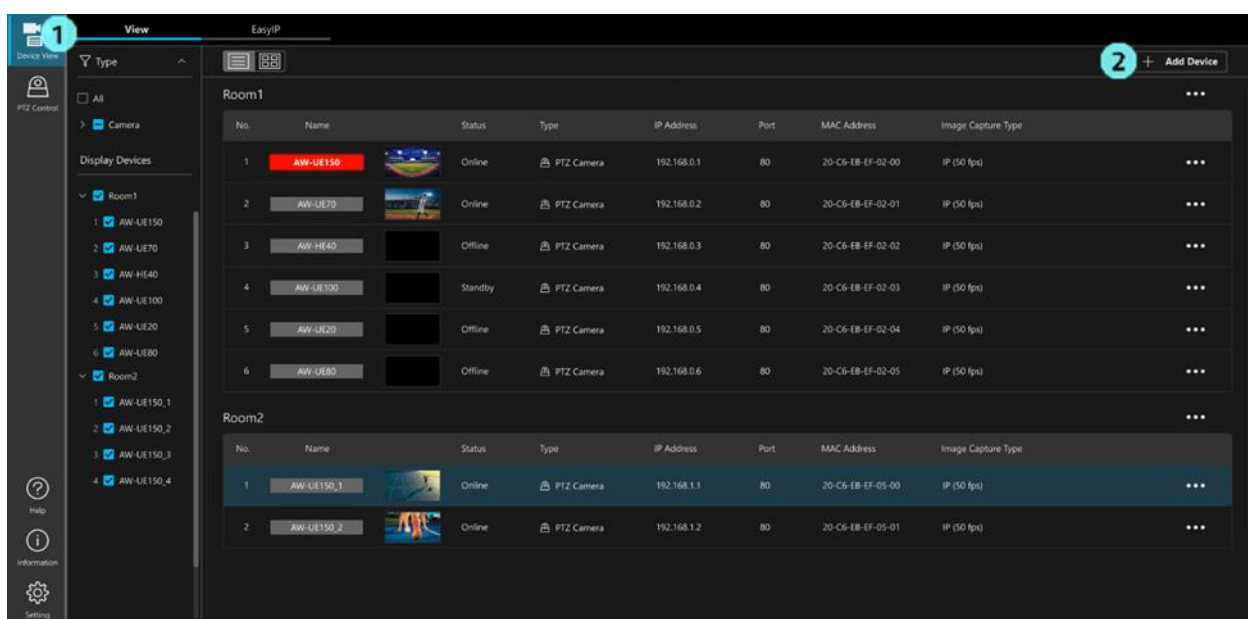 1
View
EasyIP
Device View
PTZ Control
Type
All
Camera
Display Devices
Room1
1 AW-UE150
2 AW-UE70
3 AW-HE40
4 AW-UE100
5 AW-UE20
6 AW-UE80
Room2
1 AW-UE150_1
2 AW-UE150_2
3 AW-UE150_3
4 AW-UE150_4
Help
Information
Setting
2
+ Add Device
Room1
No. Name Status Type IP Address Port MAC Address Image Capture Type
1 AW-UE150 Online PTZ Camera 192.168.0.1 80 20-C6-EB-EF-02-00 IP (50 fps)
2 AW-UE70 Online PTZ Camera 192.168.0.2 80 20-C6-EB-EF-02-01 IP (50 fps)
3 AW-HE40 Offline PTZ Camera 192.168.0.3 80 20-C6-EB-EF-02-02 IP (50 fps)
4 AW-UE100 Standby PTZ Camera 192.168.0.4 80 20-C6-EB-EF-02-03 IP (50 fps)
5 AW-UE20 Offline PTZ Camera 192.168.0.5 80 20-C6-EB-EF-02-04 IP (50 fps)
6 AW-UE80 Offline PTZ Camera 192.168.0.6 80 20-C6-EB-EF-02-05 IP (50 fps)
Room2
No. Name Status Type IP Address Port MAC Address Image Capture Type
1 AW-UE150_1 Online PTZ Camera 192.168.1.1 80 20-C6-EB-EF-05-00 IP (50 fps)
2 AW-UE150_2 Online PTZ Camera 192.168.1.2 80 20-C6-EB-EF-05-01 IP (50 fps)